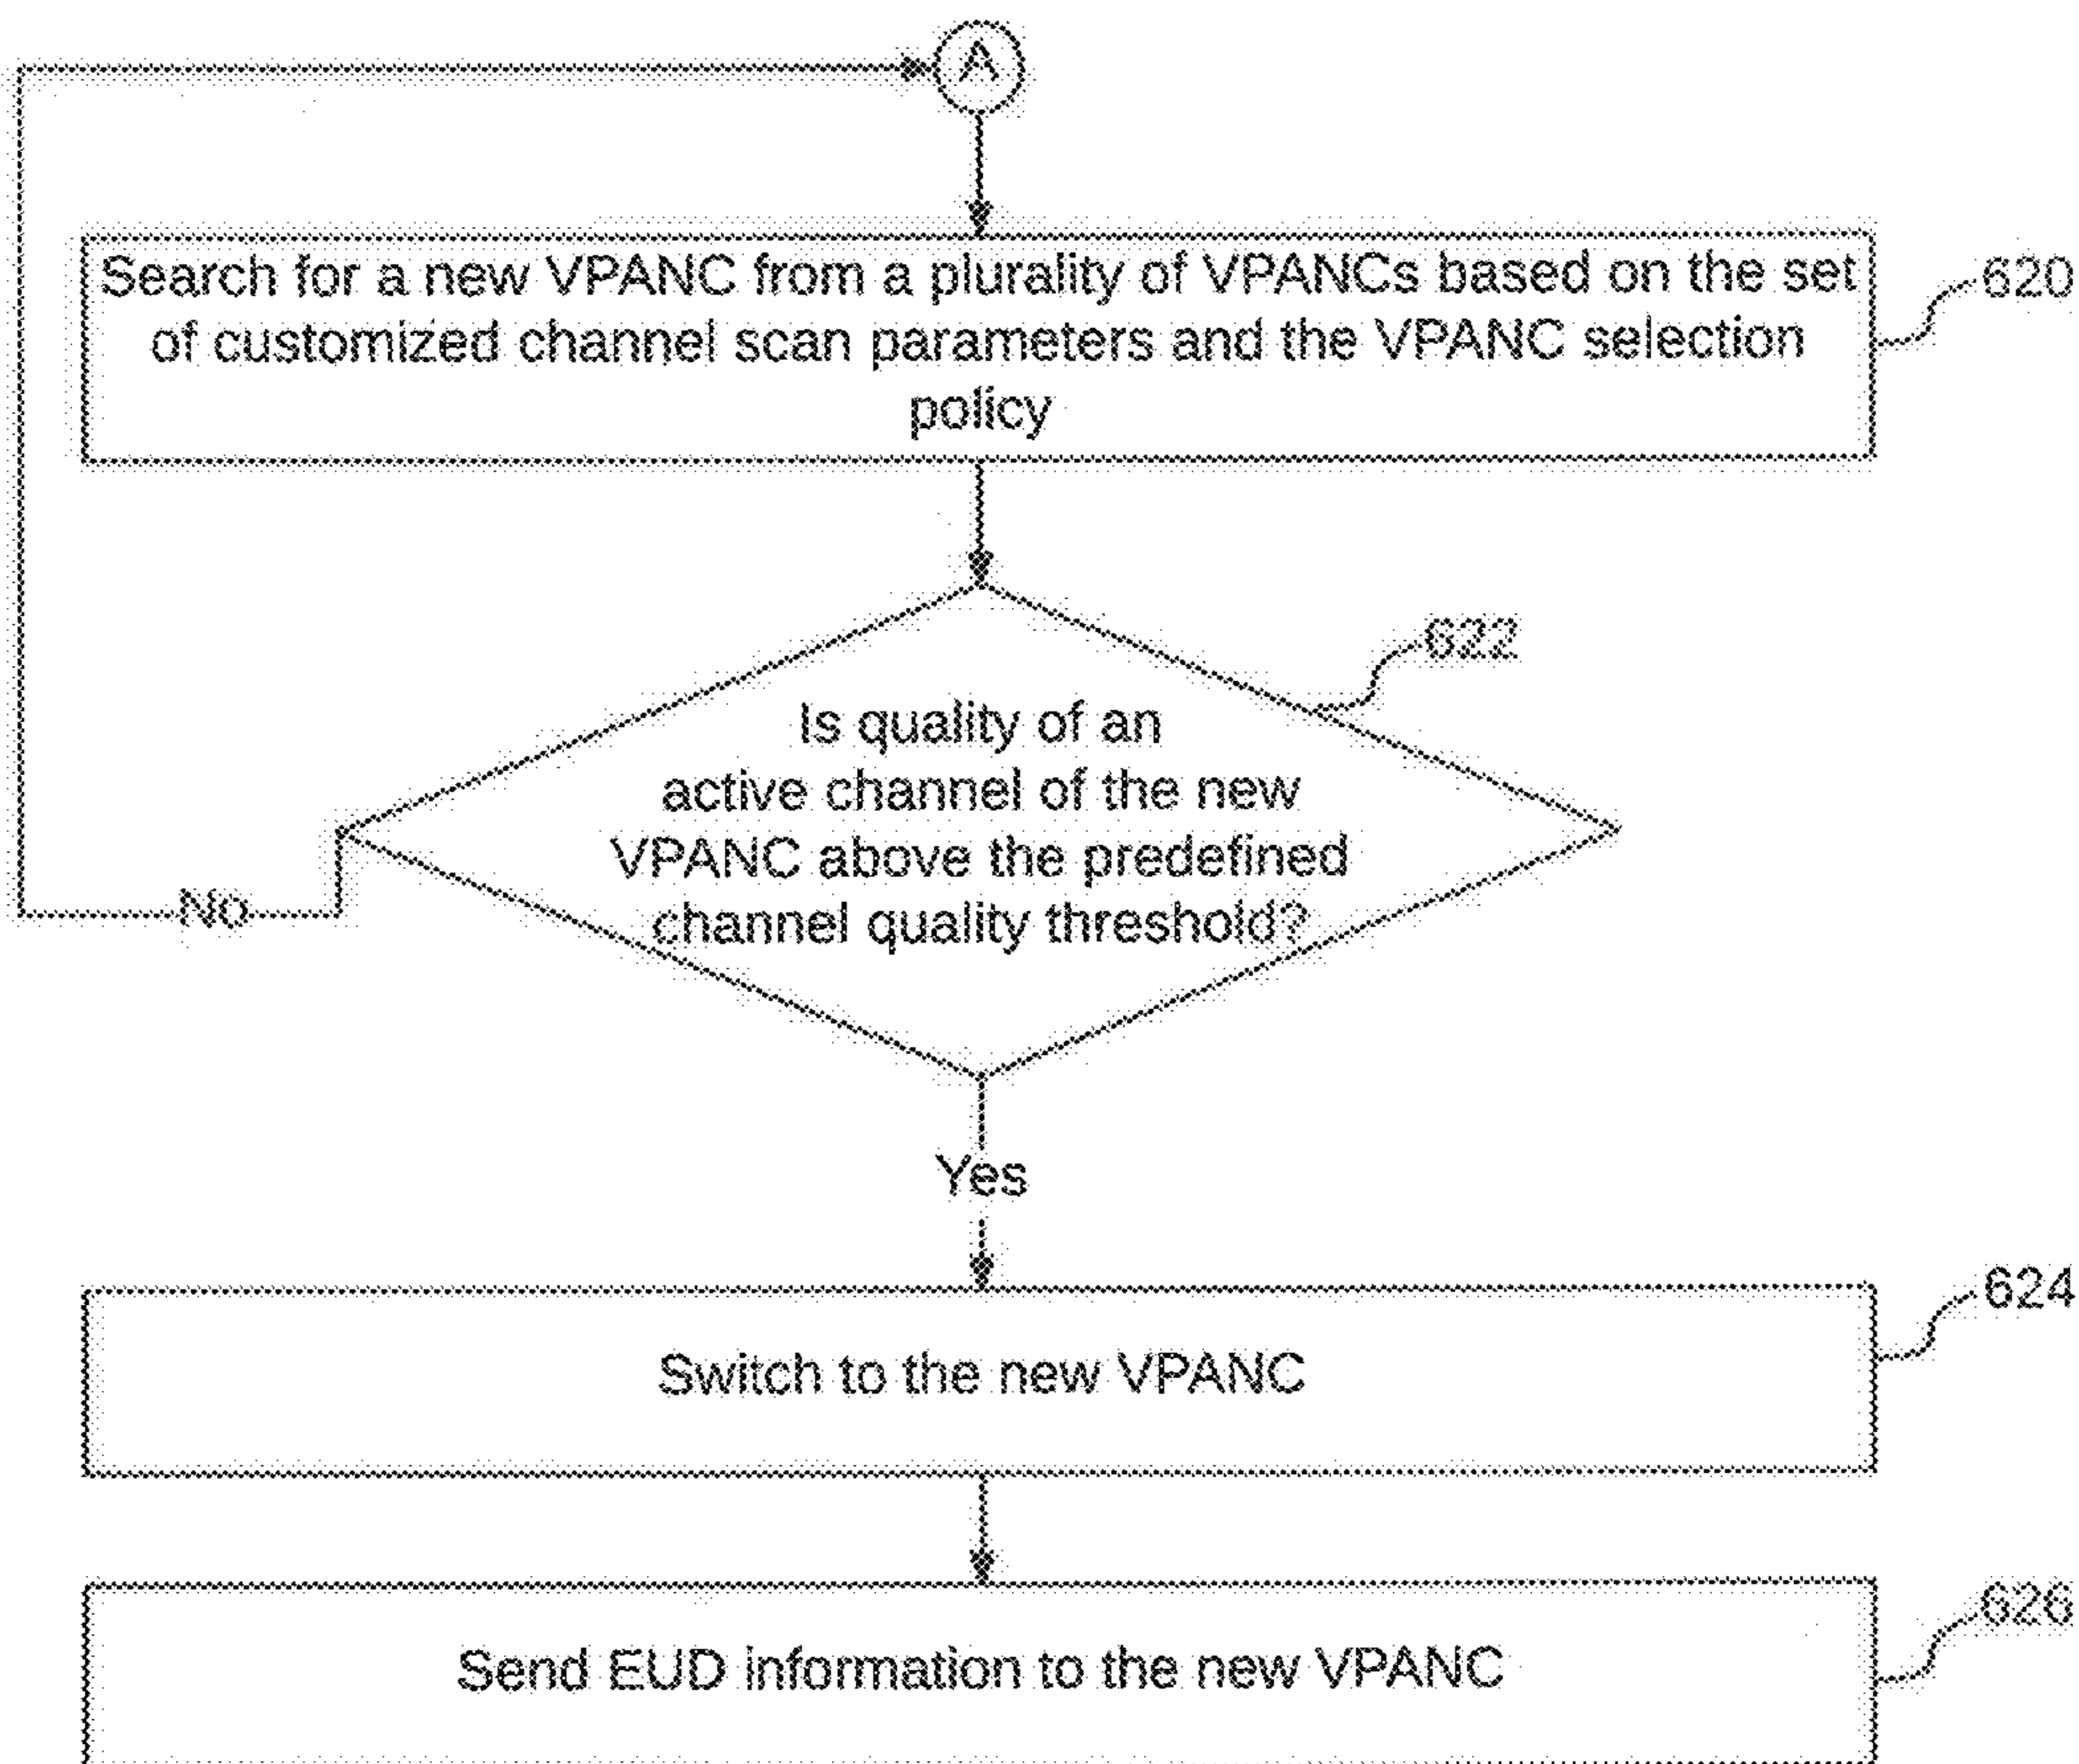 A
Search for a new VPANC from a plurality of VPANCs based on the set
of customized channel scan parameters and the VPANC selection
policy
620
622
Is quality of an
active channel of the new
VPANC above the predefined
channel quality threshold?
No
Yes
624
Switch to the new VPANC
626
Send EUD information to the new VPANC